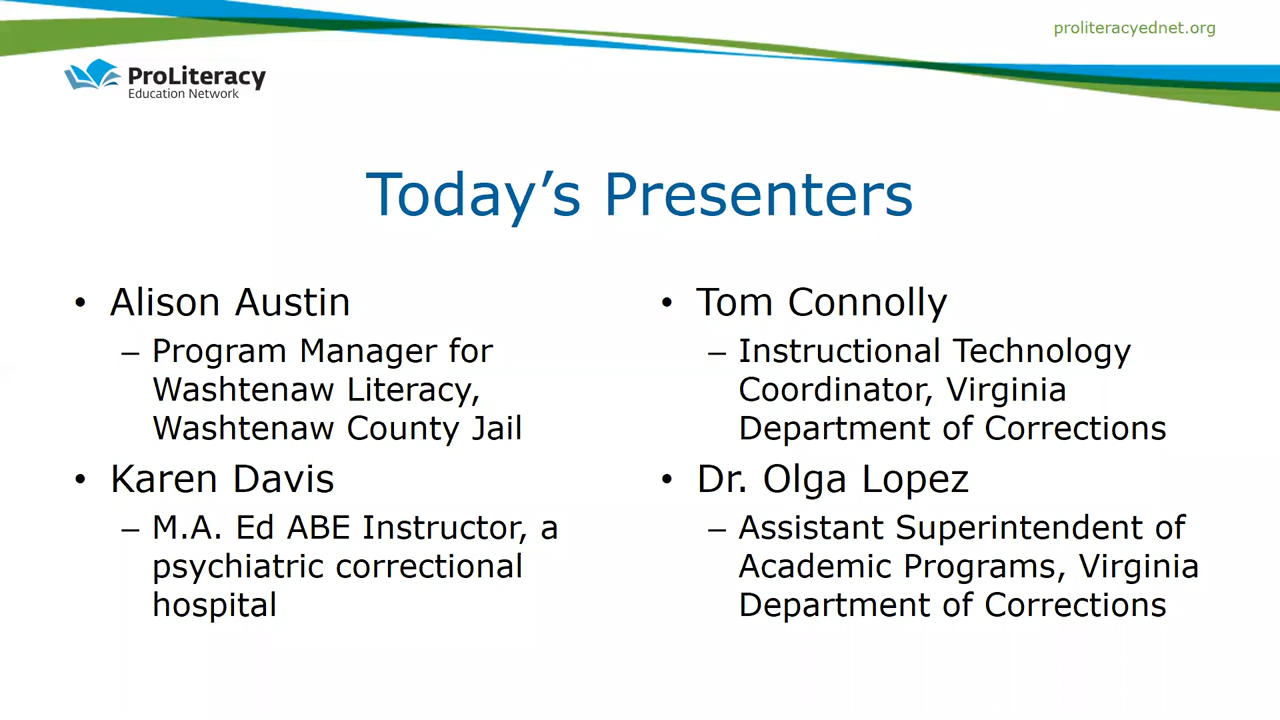 proliteracyednet.org
ProLiteracy
Education Network
Today’s Presenters
• Alison Austin
– Program Manager for
Washtenaw Literacy,
Washtenaw County Jail
• Karen Davis
– M.A. Ed ABE Instructor, a
psychiatric correctional
hospital
• Tom Connolly
– Instructional Technology
Coordinator, Virginia
Department of Corrections
• Dr. Olga Lopez
– Assistant Superintendent of
Academic Programs, Virginia
Department of Corrections